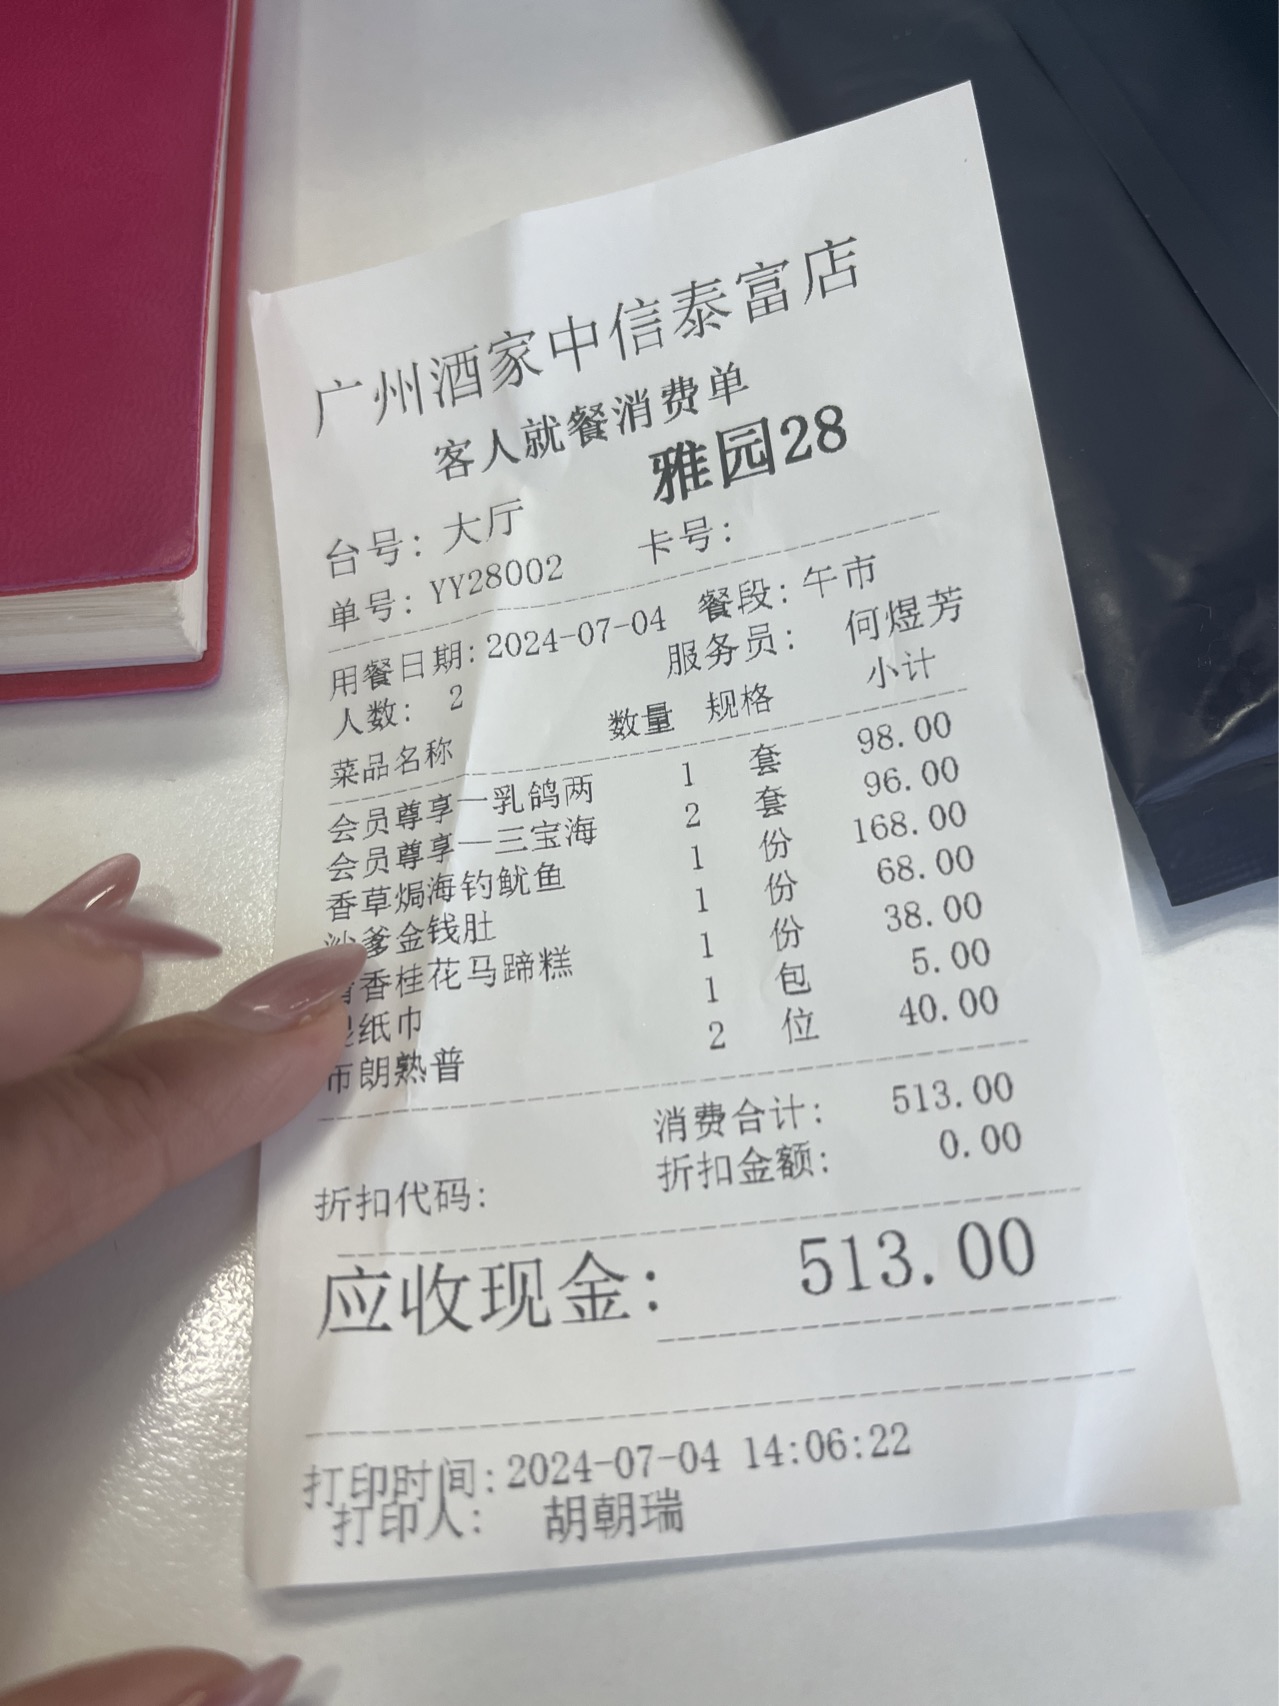 广州酒家中信泰富店
客人就餐消费单
台号: 大厅 雅园28
单号: YY28002 卡号:
用餐日期: 2024-07-04 餐段: 午市
人数: 2 服务员: 何煜芳
菜品名称 数量 规格 小计
会员尊享—乳鸽两 1 套 98.00
会员尊享—三宝海 2 套 96.00
香草焗海钓鱿鱼 1 份 168.00
沙爹金钱肚 1 份 68.00
香桂花马蹄糕 1 份 38.00
纸巾 1 包 5.00
布朗熟普 2 位 40.00
消费合计: 513.00
折扣代码: 折扣金额: 0.00
应收现金: 513.00
打印时间: 2024-07-04 14:06:22
打印人: 胡朝瑞